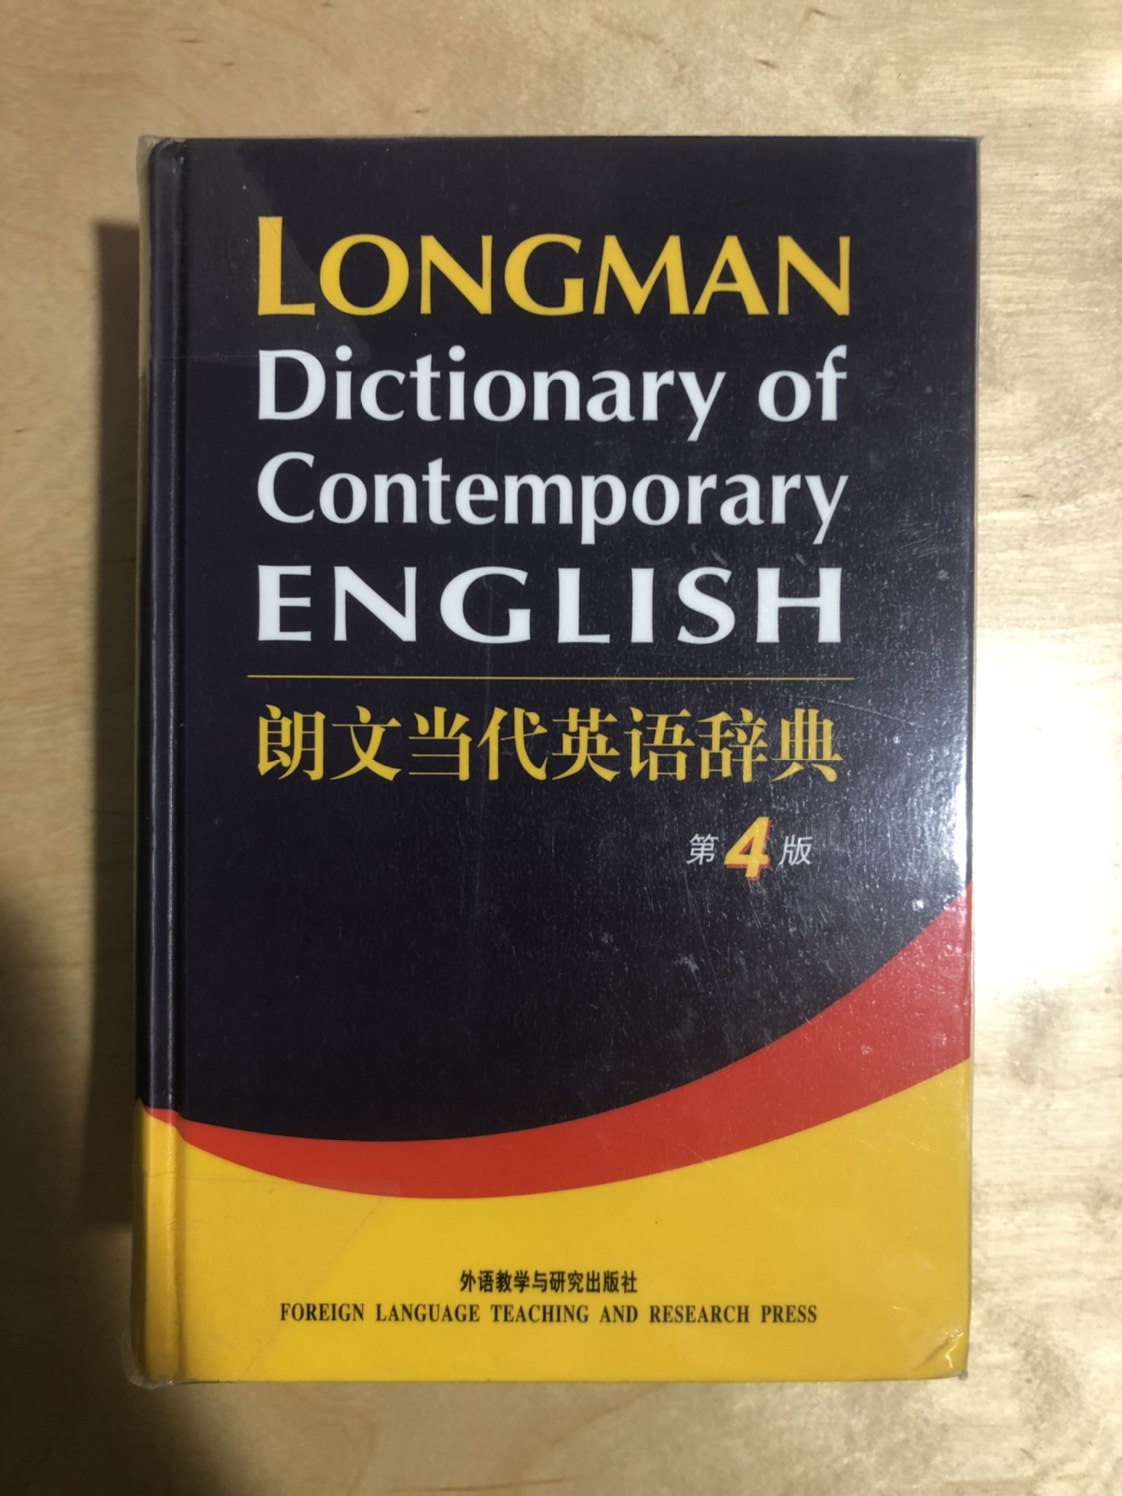 LONGMAN
Dictionary of
Contemporary
ENGLISH
朗文当代英语辞典
第4版
外语教学与研究出版社
FOREIGN LANGUAGE TEACHING AND RESEARCH PRESS